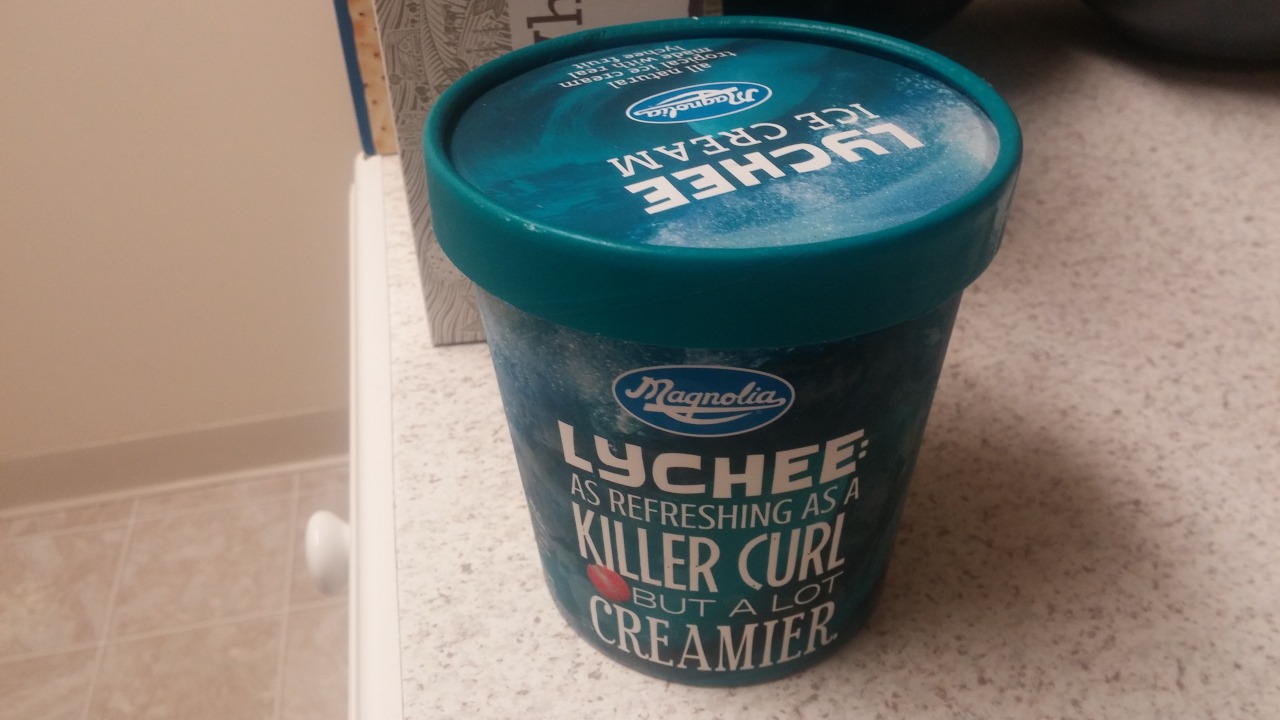 all natural
tropical ice cream
made with real
lychee fruit
Magnolia
ICE CREAM
LYCHEE
Magnolia
LYCHEE:
AS REFRESHING AS A
KILLER CURL
BUT A LOT
CREAMIER.